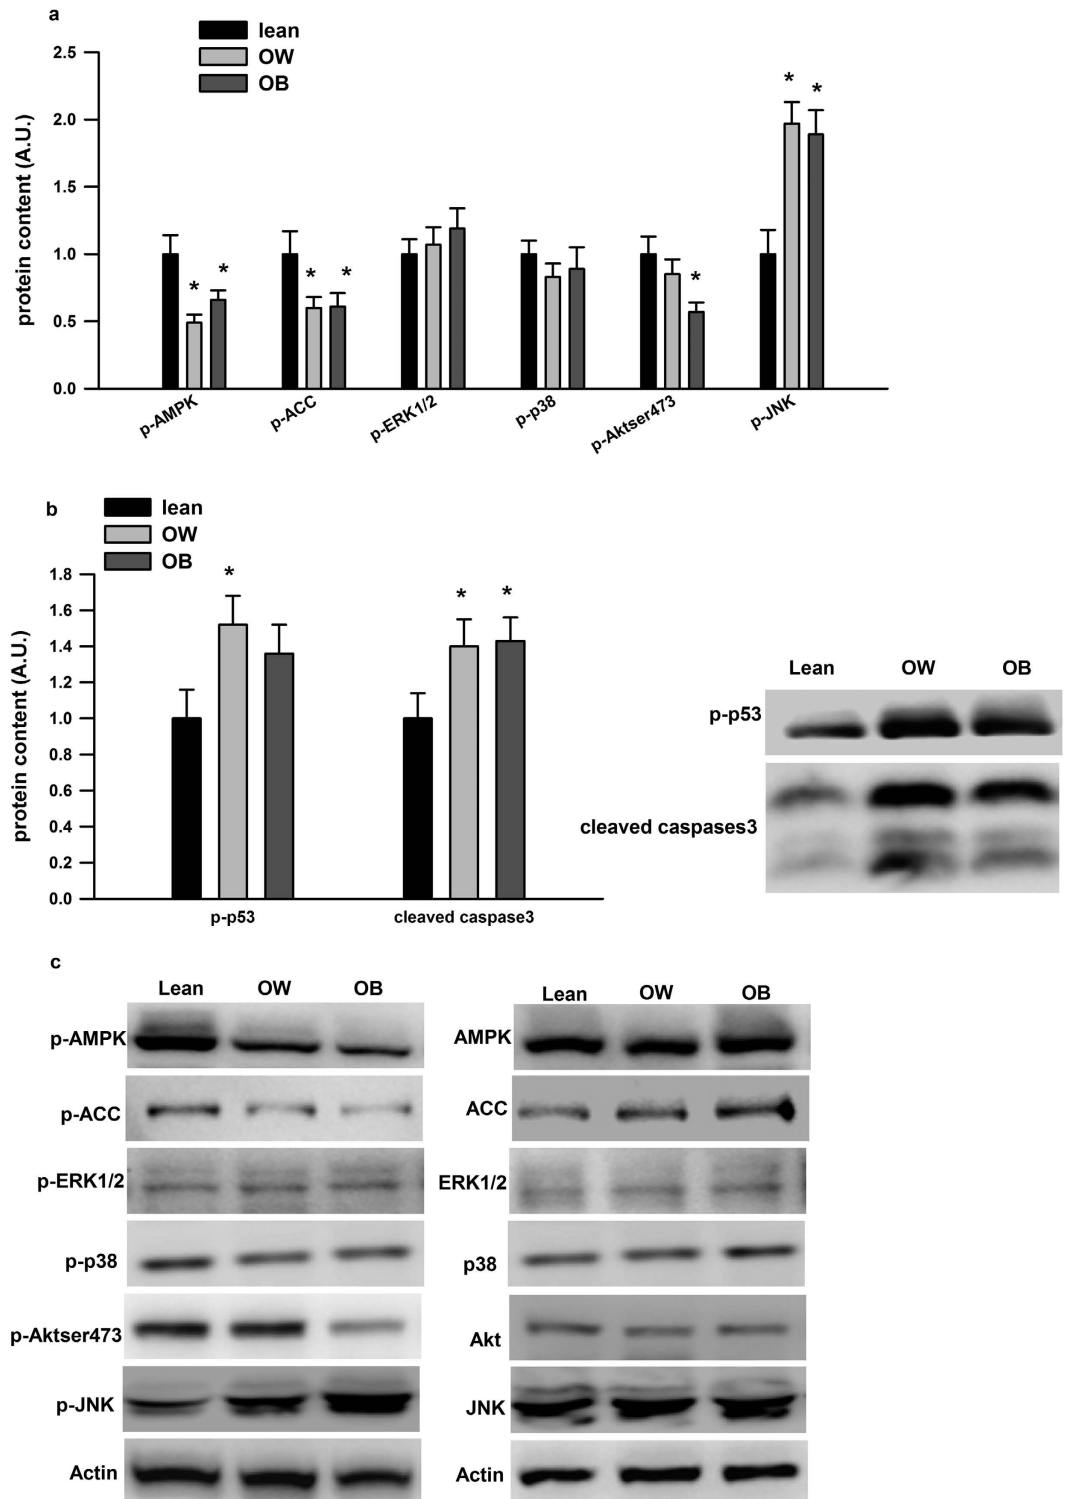 a
lean
OW
OB
protein content (A.U.)
2.5
2.0
1.5
1.0
0.5
0.0
* * * * * * *
p-AMPK p-ACC p-ERK1/2 p-p38 p-Aktser473 p-JNK
b
lean
OW
OB
protein content (A.U.)
1.8
1.6
1.4
1.2
1.0
0.8
0.6
0.4
0.2
0.0
* * *
p-p53 cleaved caspase3
Lean OW OB
p-p53
cleaved caspases3
c
Lean OW OB
p-AMPK
p-ACC
p-ERK1/2
p-p38
p-Aktser473
p-JNK
Actin
Lean OW OB
AMPK
ACC
ERK1/2
p38
Akt
JNK
Actin